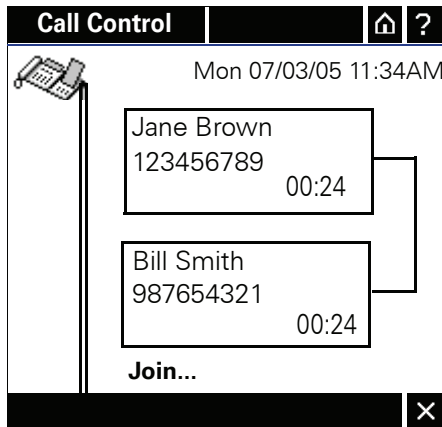 Call Control ?
Mon 07/03/05 11:34AM
Jane Brown
123456789
00:24
Bill Smith
987654321
00:24
Join...